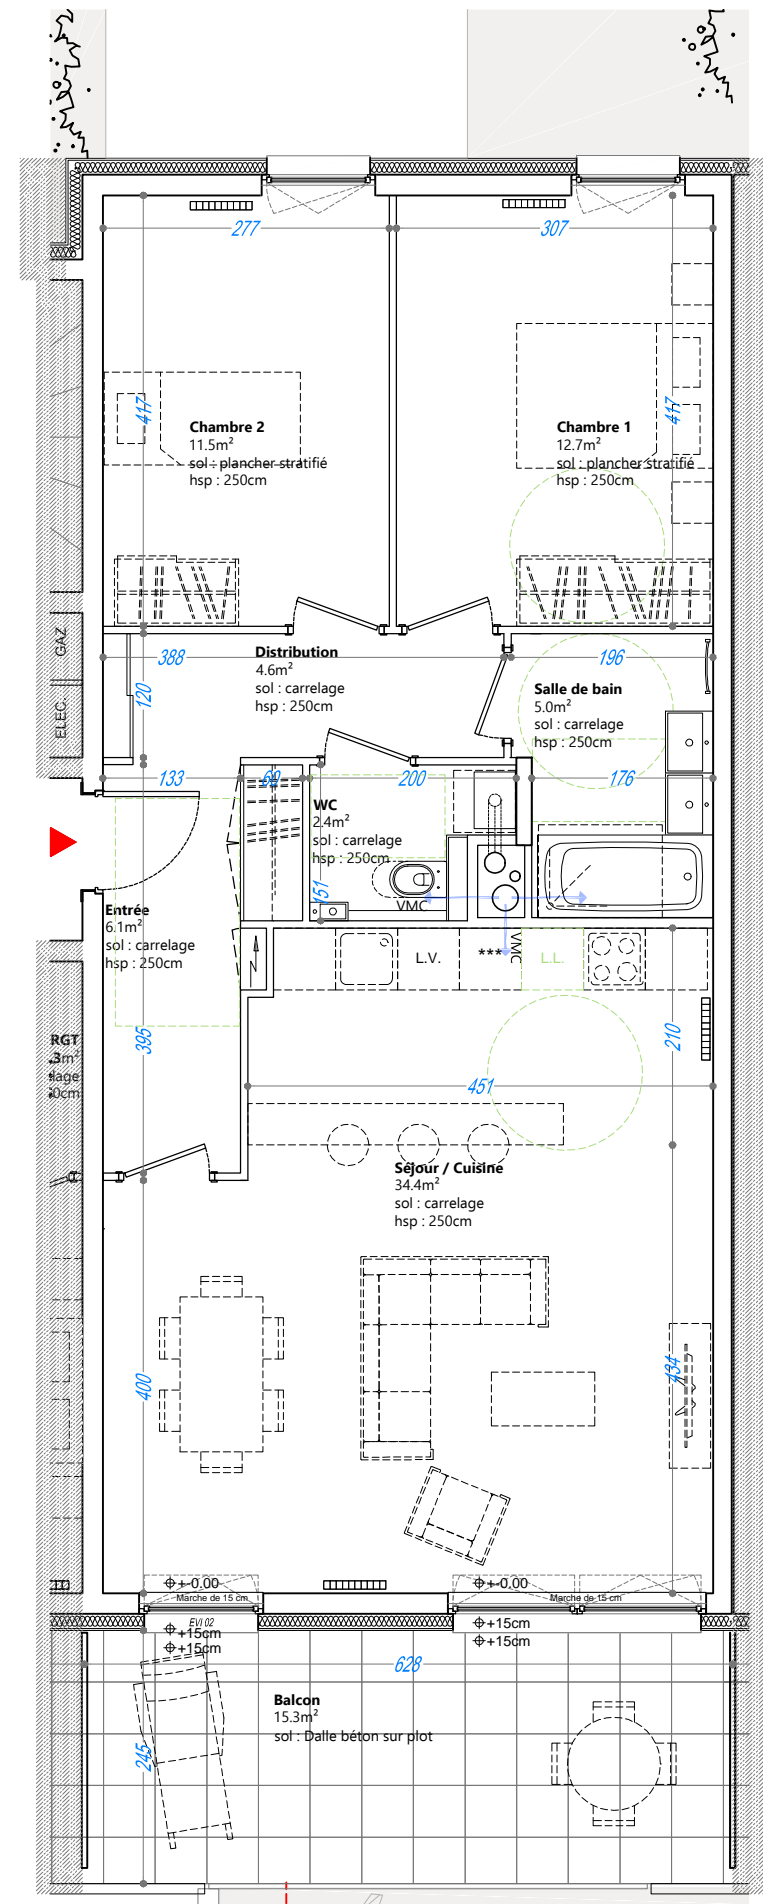 277
307
417
417
Chambre 2
11.5m²
sol : plancher stratifié
hsp : 250cm
Chambre 1
12.7m²
sol : plancher stratifié
hsp : 250cm
GAZ
ELEC.
388
120
Distribution
4.6m²
sol : carrelage
hsp : 250cm
196
Salle de bain
5.0m²
sol : carrelage
hsp : 250cm
133
69
200
176
WC
2.4m²
sol : carrelage
hsp : 250cm
151
VMC
Entrée
6.1m²
sol : carrelage
hsp : 250cm
L.V.
***
VMC
L.L.
395
210
RGT
.3m²
lage
0cm
451
Séjour / Cuisine
34.4m²
sol : carrelage
hsp : 250cm
400
434
+-0.00
+-0.00
Marche de 15 cm
Marche de 15 cm
EVI 02
+15cm
+15cm
+15cm
+15cm
628
Balcon
15.3m²
sol : Dalle béton sur plot
245